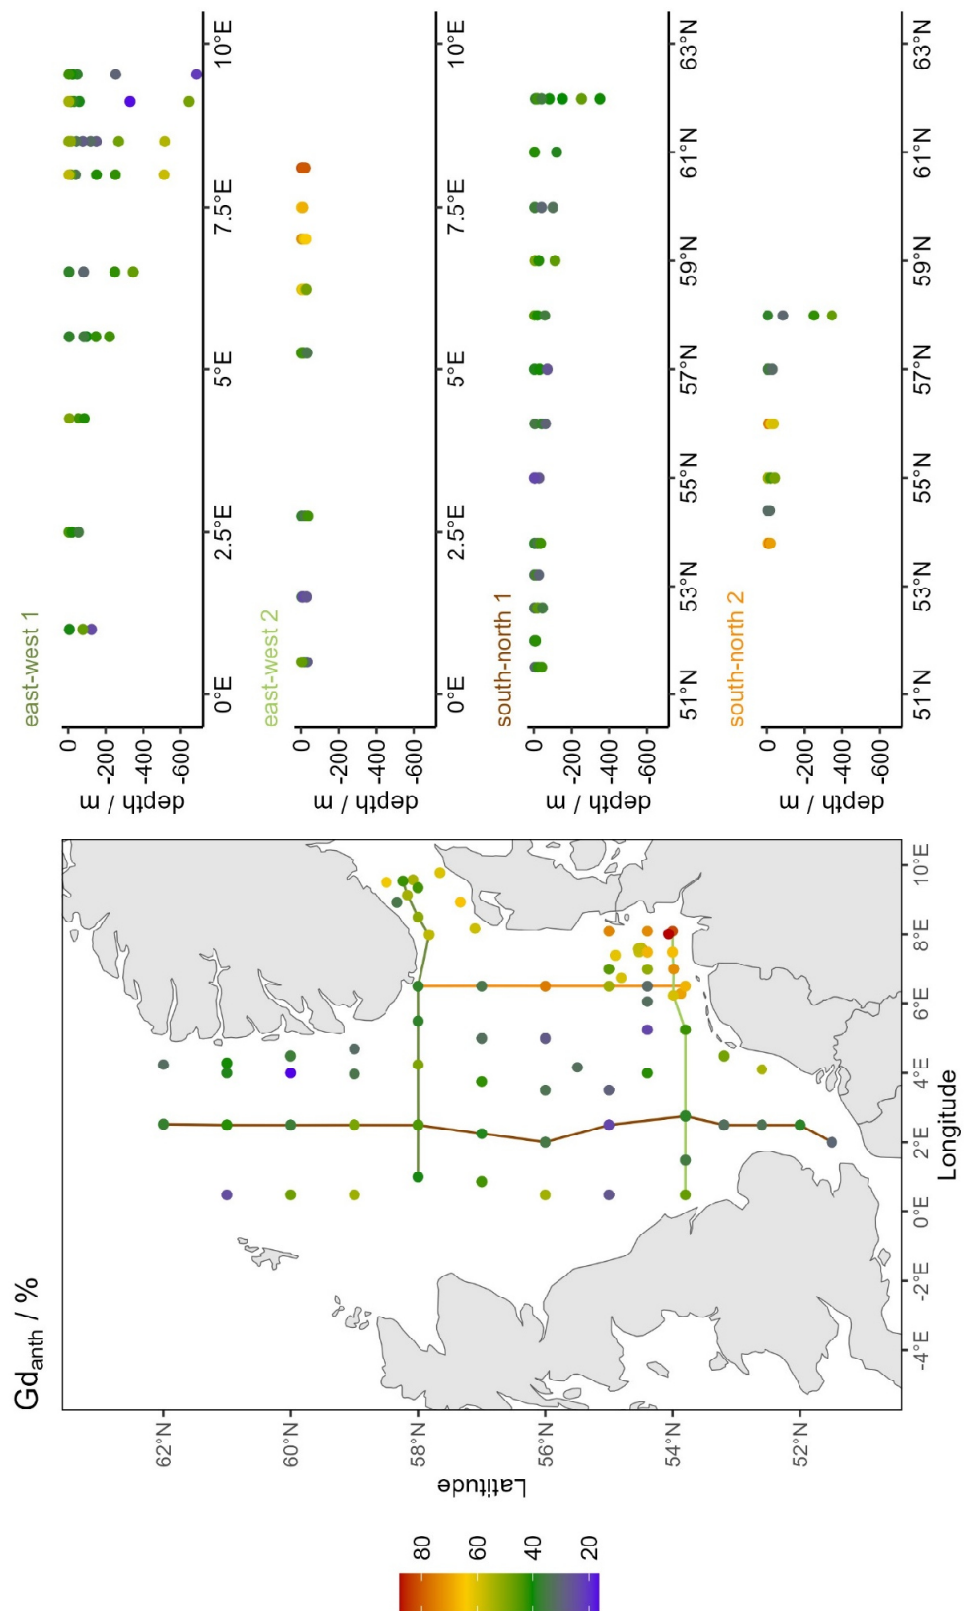 Gd_anth / %
80
60
40
20
Latitude
62°N
60°N
58°N
56°N
54°N
52°N
-4°E
-2°E
0°E
2°E
4°E
6°E
8°E
10°E
Longitude
east-west 1
depth / m
0
-200
-400
-600
0°E
2.5°E
5°E
7.5°E
10°E
east-west 2
depth / m
0
-200
-400
-600
0°E
2.5°E
5°E
7.5°E
10°E
south-north 1
depth / m
0
-200
-400
-600
51°N
53°N
55°N
57°N
59°N
61°N
63°N
south-north 2
depth / m
0
-200
-400
-600
51°N
53°N
55°N
57°N
59°N
61°N
63°N